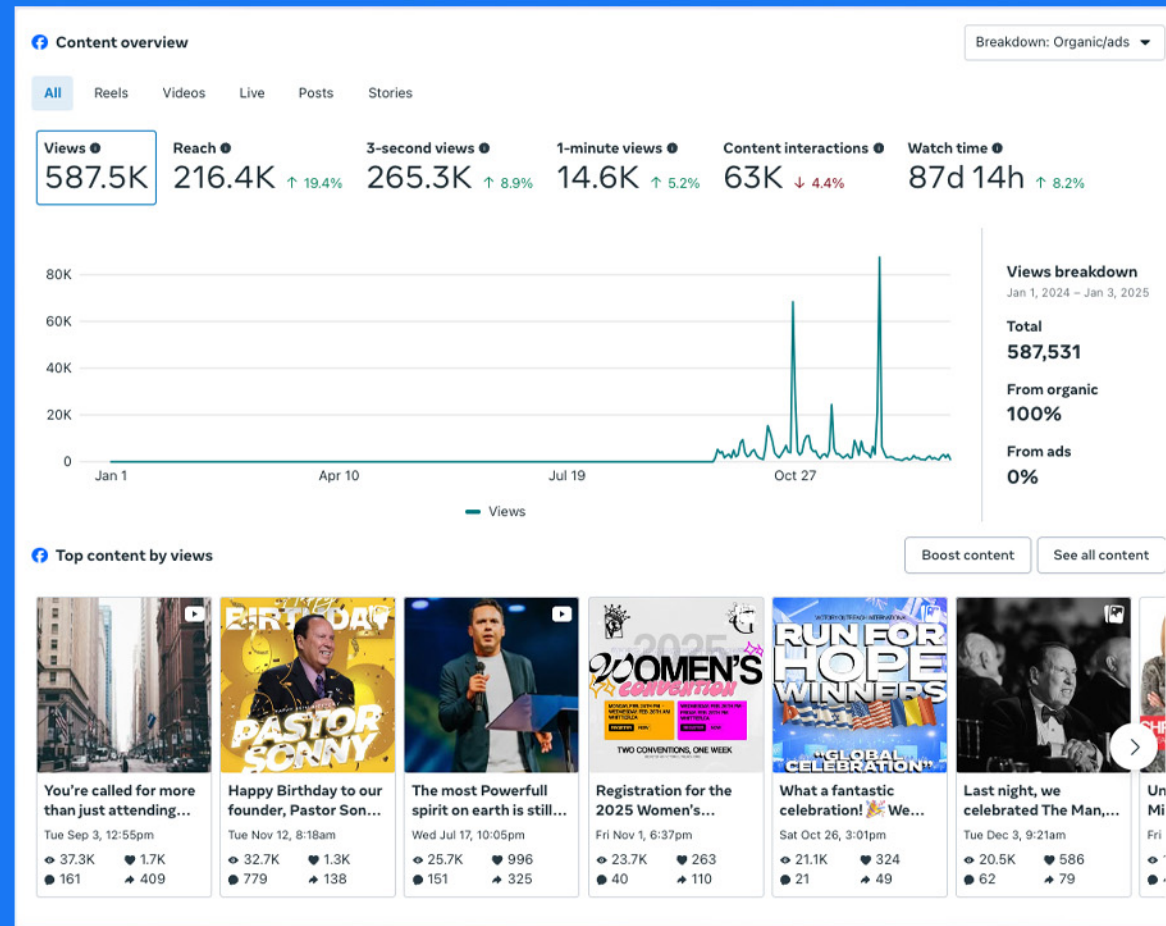 Content overview
Breakdown: Organic/ads
All Reels Videos Live Posts Stories
Views Reach 3-second views 1-minute views Content interactions Watch time
587.5K 216.4K ↑ 19.4% 265.3K ↑ 8.9% 14.6K ↑ 5.2% 63K ↓ 4.4% 87d 14h ↑ 8.2%
80K
60K
40K
20K
0
Jan 1 Apr 10 Jul 19 Oct 27
Views
Views breakdown
Jan 1, 2024 – Jan 3, 2025
Total
587,531
From organic
100%
From ads
0%
Top content by views
Boost content
See all content
You're called for more
than just attending...
Tue Sep 3, 12:55pm
37.3K 1.7K
161 409
BIRTHDAY
PASTOR
SONNY
Happy Birthday to our
founder, Pastor Son...
Tue Nov 12, 8:18am
32.7K 1.3K
779 138
The most Powerfull
spirit on earth is still...
Wed Jul 17, 10:05pm
25.7K 996
151 325
2025
WOMEN'S
CONVENTION
TWO CONVENTIONS, ONE WEEK
Registration for the
2025 Women's...
Fri Nov 1, 6:37pm
23.7K 263
40 110
VICTORY OUTREACH INTERNATIONAL
RUN FOR
HOPE
WINNERS
"GLOBAL
CELEBRATION"
What a fantastic
celebration! 🎉 We...
Sat Oct 26, 3:01pm
21.1K 324
21 49
Last night, we
celebrated The Man,...
Tue Dec 3, 9:21am
20.5K 586
62 79
Un
Mi
Fri